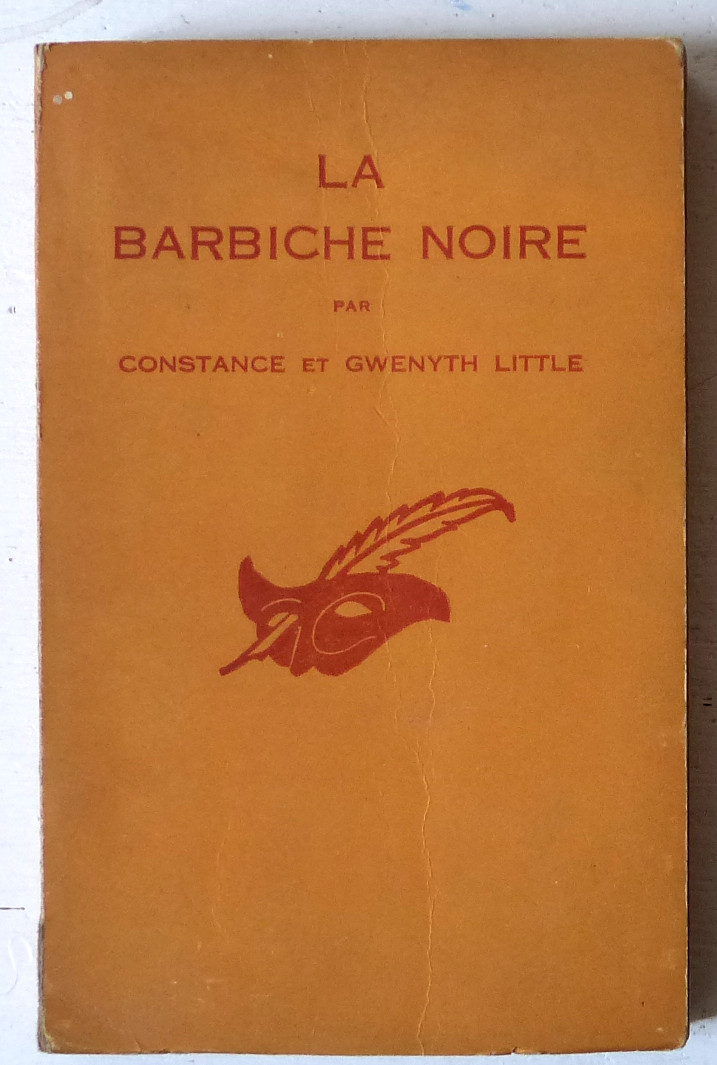 LA
BARBICHE NOIRE
PAR
CONSTANCE ET GWENYTH LITTLE